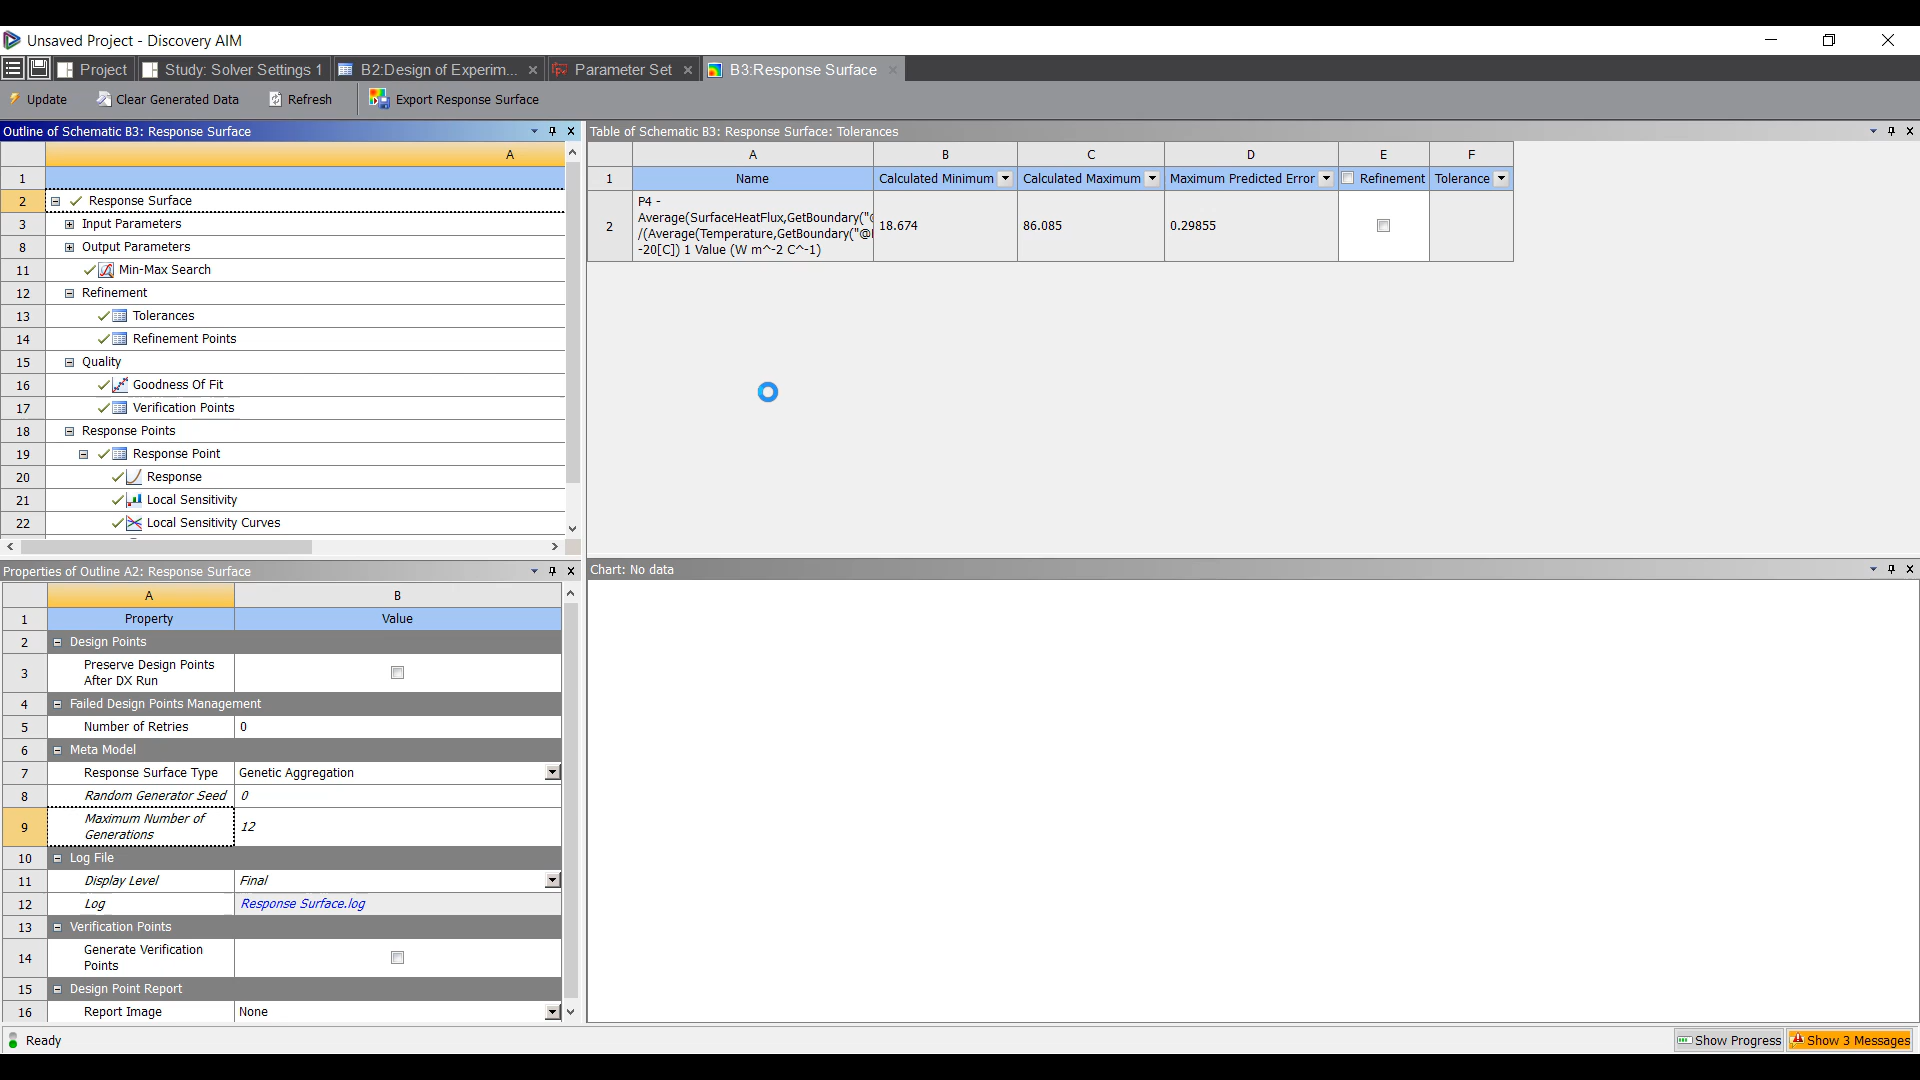 Unsaved Project - Discovery AIM
Project
Study: Solver Settings 1
B2:Design of Experim...
Parameter Set
B3:Response Surface
Update
Clear Generated Data
Refresh
Export Response Surface
Outline of Schematic B3: Response Surface
A
1
2 Response Surface
3 Input Parameters
8 Output Parameters
11 Min-Max Search
12 Refinement
13 Tolerances
14 Refinement Points
15 Quality
16 Goodness Of Fit
17 Verification Points
18 Response Points
19 Response Point
20 Response
21 Local Sensitivity
22 Local Sensitivity Curves
Table of Schematic B3: Response Surface: Tolerances
A B C D E F
1 Name Calculated Minimum Calculated Maximum Maximum Predicted Error Refinement Tolerance
P4 -
Average(SurfaceHeatFlux,GetBoundary("@
2 /(Average(Temperature,GetBoundary("@ 18.674 86.085 0.29855
-20[C]) 1 Value (W m^-2 C^-1)
Properties of Outline A2: Response Surface
A B
1 Property Value
2 Design Points
3 Preserve Design Points
After DX Run
4 Failed Design Points Management
5 Number of Retries 0
6 Meta Model
7 Response Surface Type Genetic Aggregation
8 Random Generator Seed 0
9 Maximum Number of
Generations 12
10 Log File
11 Display Level Final
12 Log Response Surface.log
13 Verification Points
14 Generate Verification
Points
15 Design Point Report
16 Report Image None
Chart: No data
Ready
Show Progress
Show 3 Messages